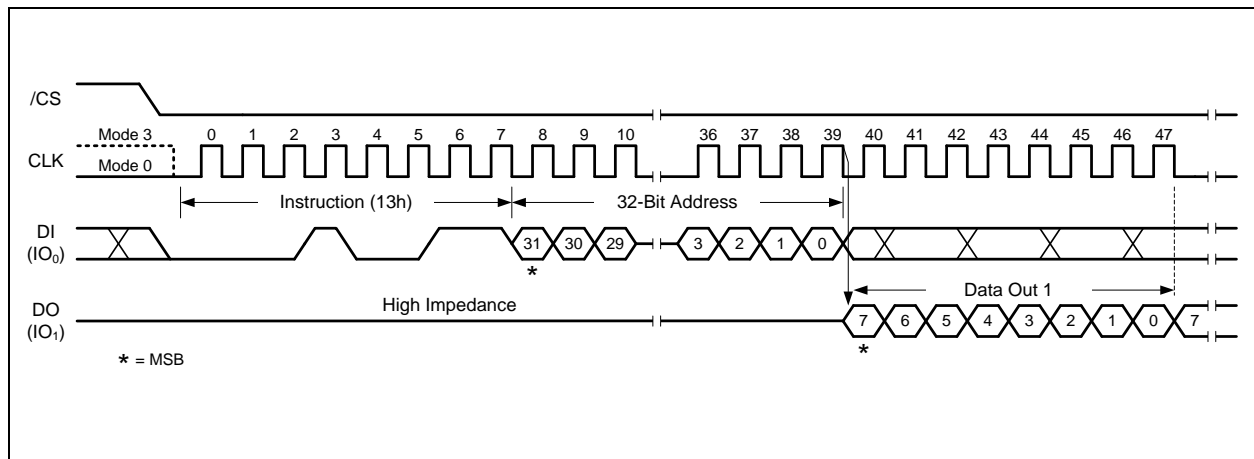 /CS
Mode 3
CLK
Mode 0
0 1 2 3 4 5 6 7 8 9 10 36 37 38 39 40 41 42 43 44 45 46 47
Instruction (13h)
32-Bit Address
DI
(IO0)
31 30 29 3 2 1 0
*
High Impedance
Data Out 1
DO
(IO1)
7 6 5 4 3 2 1 0 7
*
* = MSB